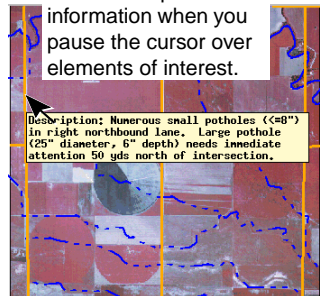 information when you
pause the cursor over
elements of interest.
Description: Numerous small potholes (<=8")
in right northbound lane.  Large pothole
(25" diameter, 6" depth) needs immediate
attention 50 yds north of intersection.